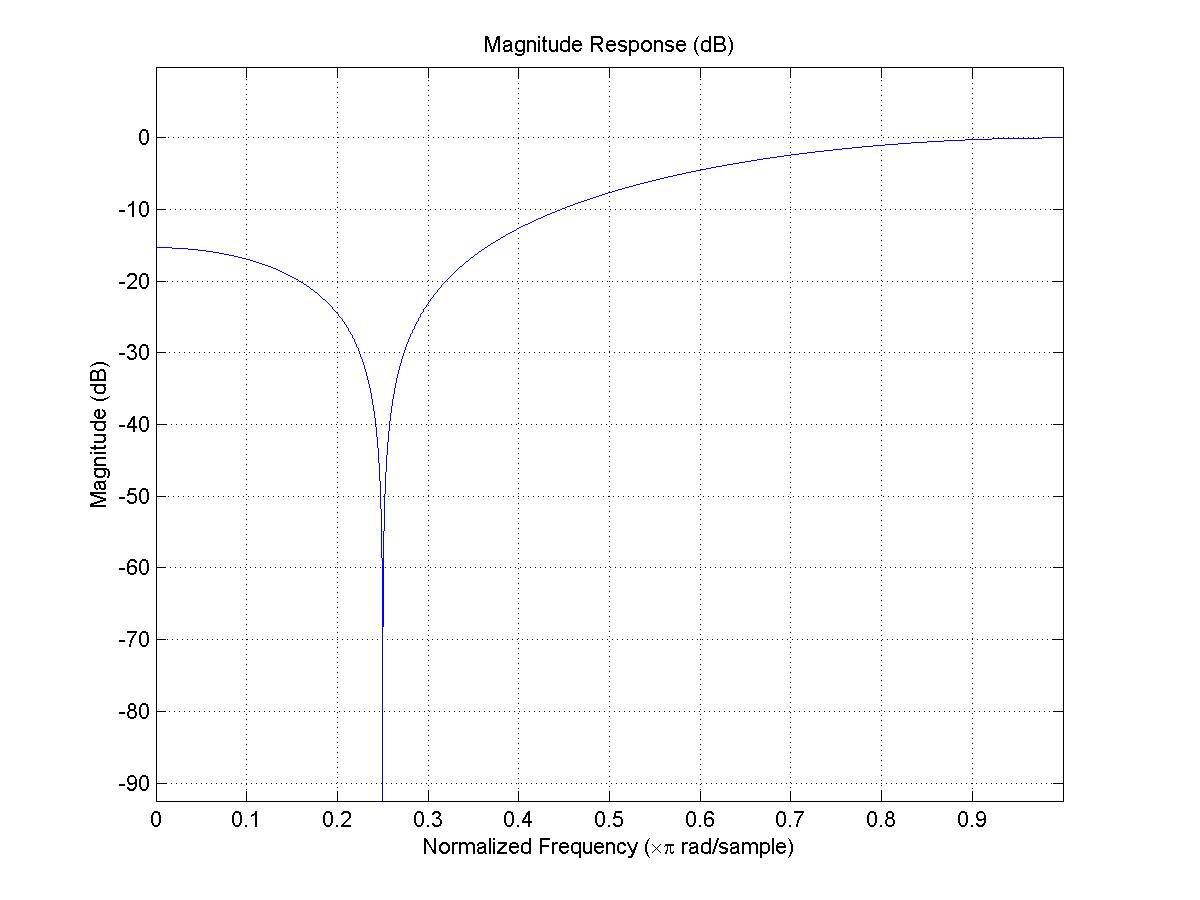 Magnitude Response (dB)
0
-10
-20
-30
-40
-50
-60
-70
-80
-90
Magnitude (dB)
0 0.1 0.2 0.3 0.4 0.5 0.6 0.7 0.8 0.9
Normalized Frequency (×π rad/sample)